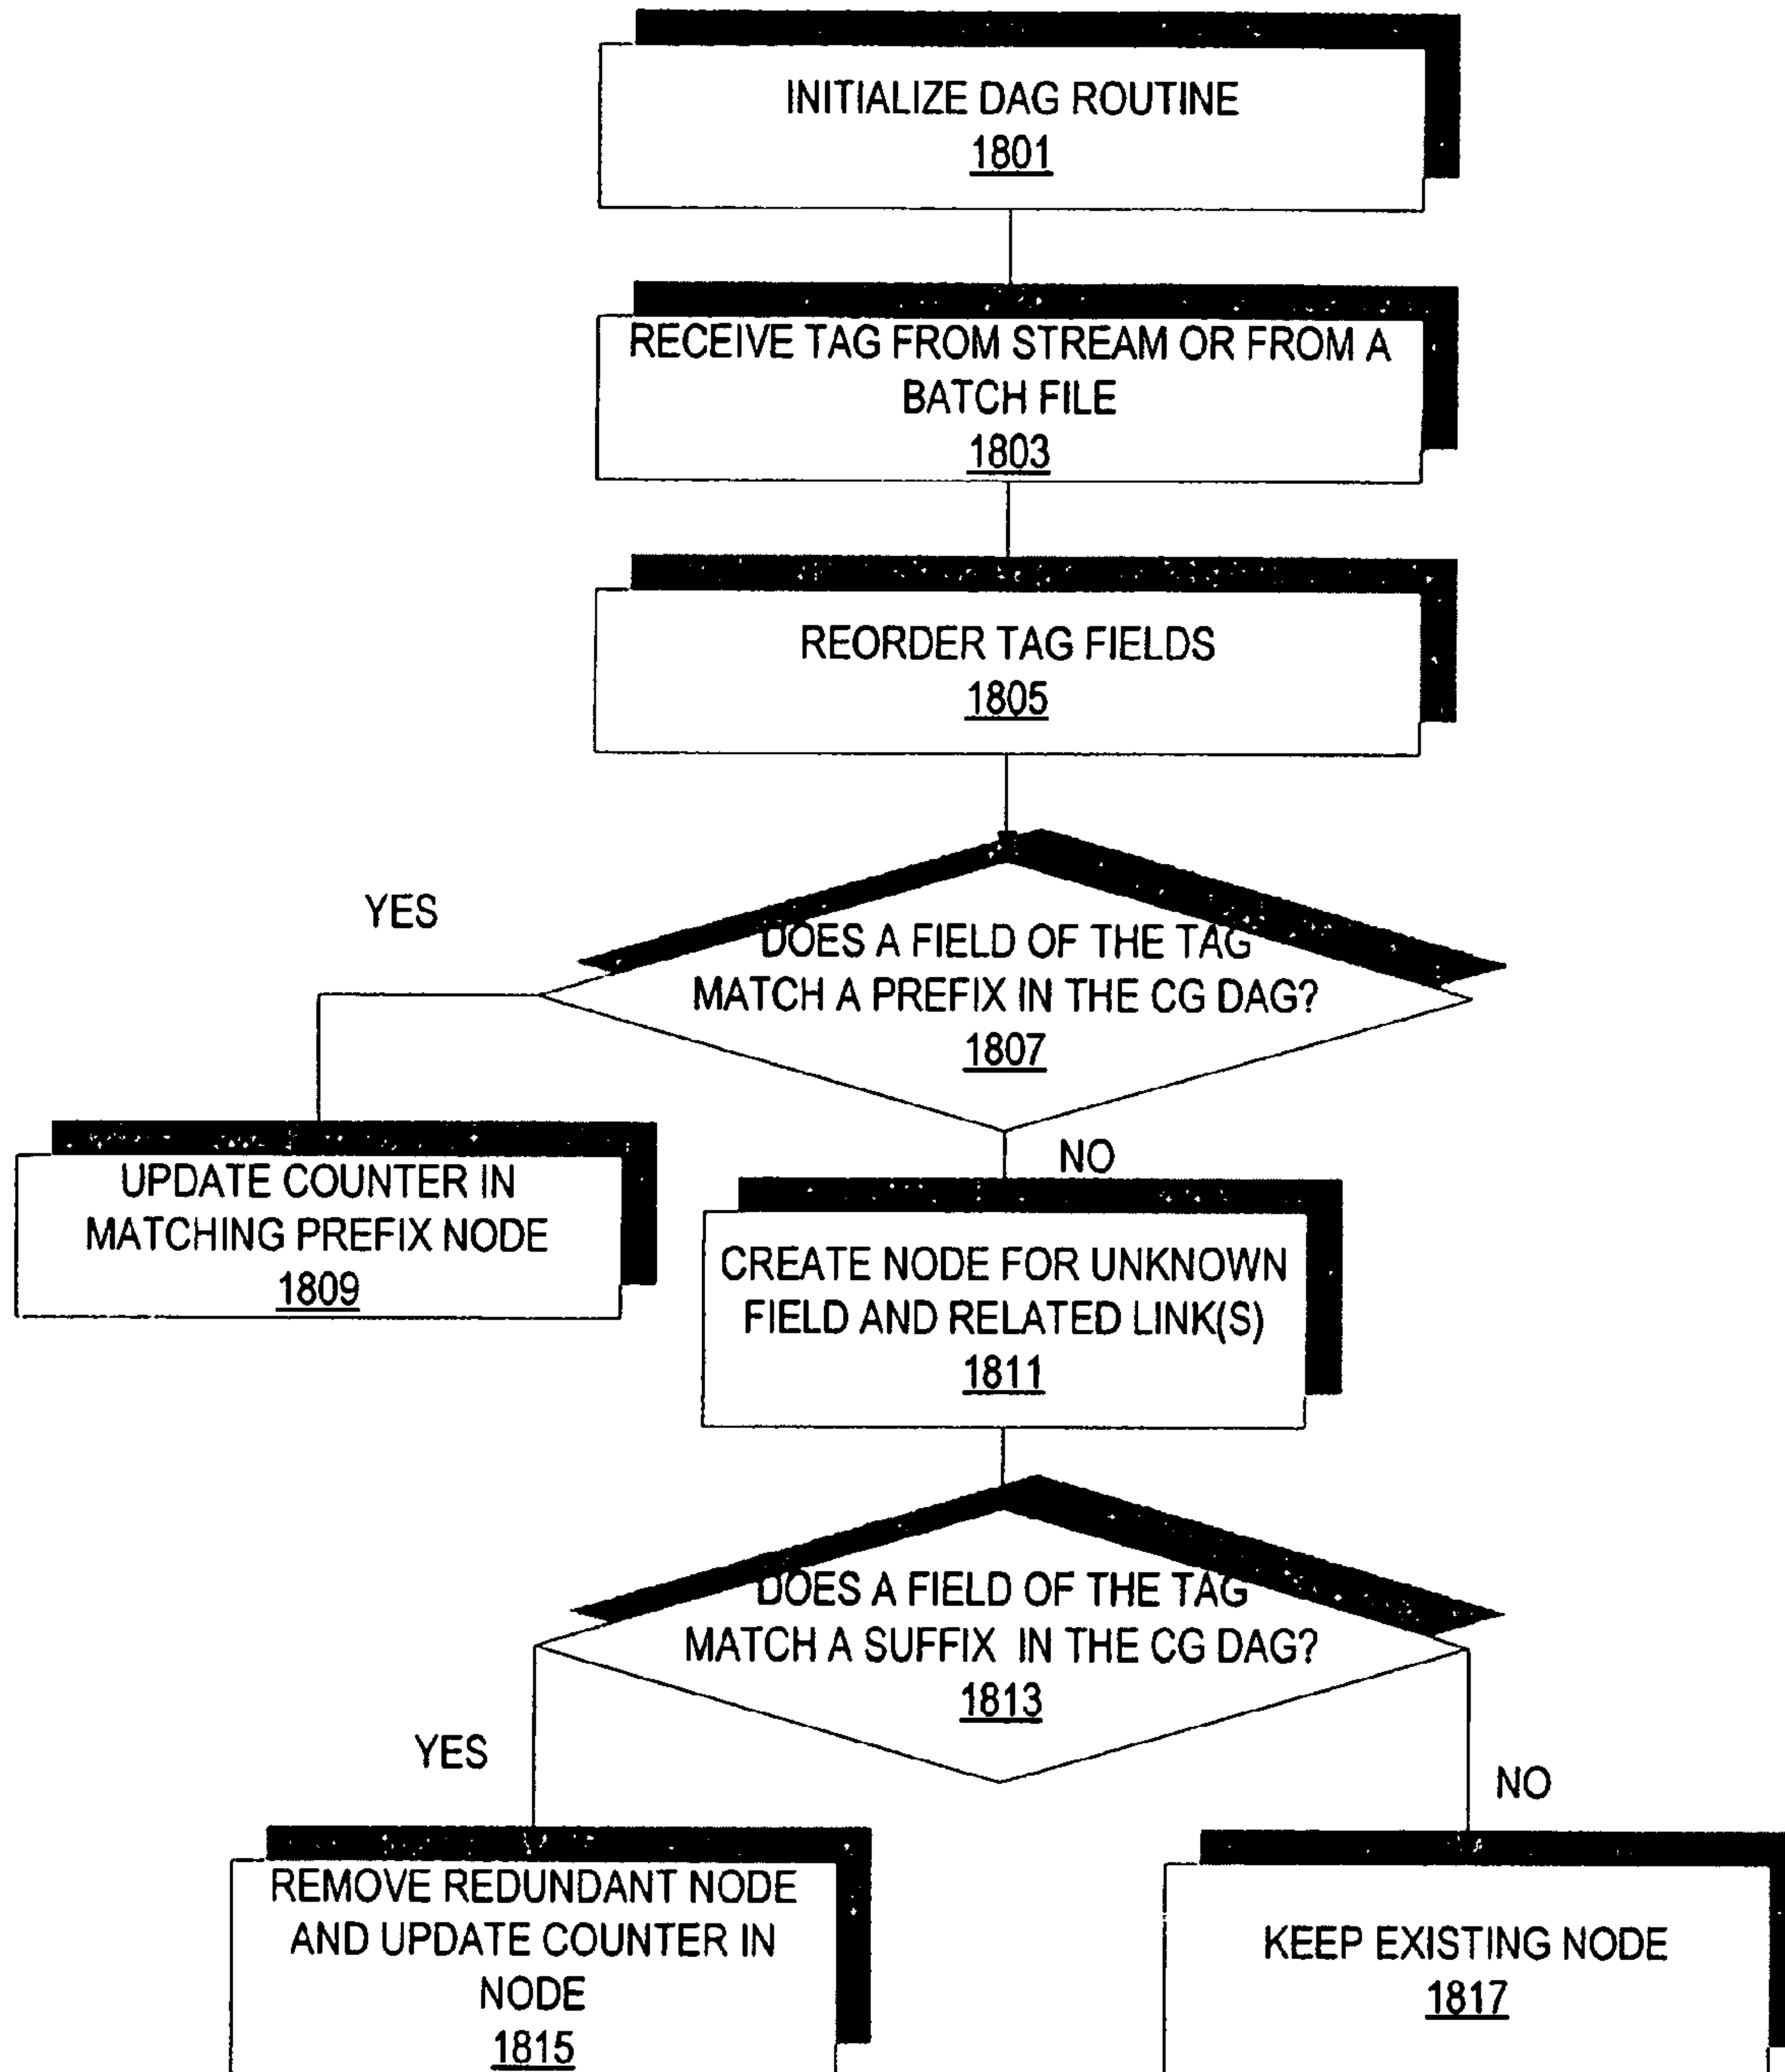 INITIALIZE DAG ROUTINE
1801
RECEIVE TAG FROM STREAM OR FROM A
BATCH FILE
1803
REORDER TAG FIELDS
1805
YES
DOES A FIELD OF THE TAG
MATCH A PREFIX IN THE CG DAG?
1807
UPDATE COUNTER IN
MATCHING PREFIX NODE
1809
NO
CREATE NODE FOR UNKNOWN
FIELD AND RELATED LINK(S)
1811
DOES A FIELD OF THE TAG
MATCH A SUFFIX IN THE CG DAG?
1813
YES
NO
REMOVE REDUNDANT NODE
AND UPDATE COUNTER IN
NODE
1815
KEEP EXISTING NODE
1817